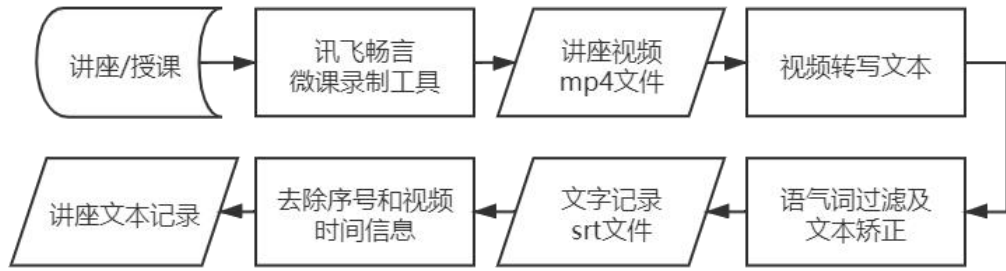 讲座/授课
讯飞畅言
微课录制工具
讲座视频
mp4文件
视频转写文本
语气词过滤及
文本矫正
文字记录
srt文件
去除序号和视频
时间信息
讲座文本记录